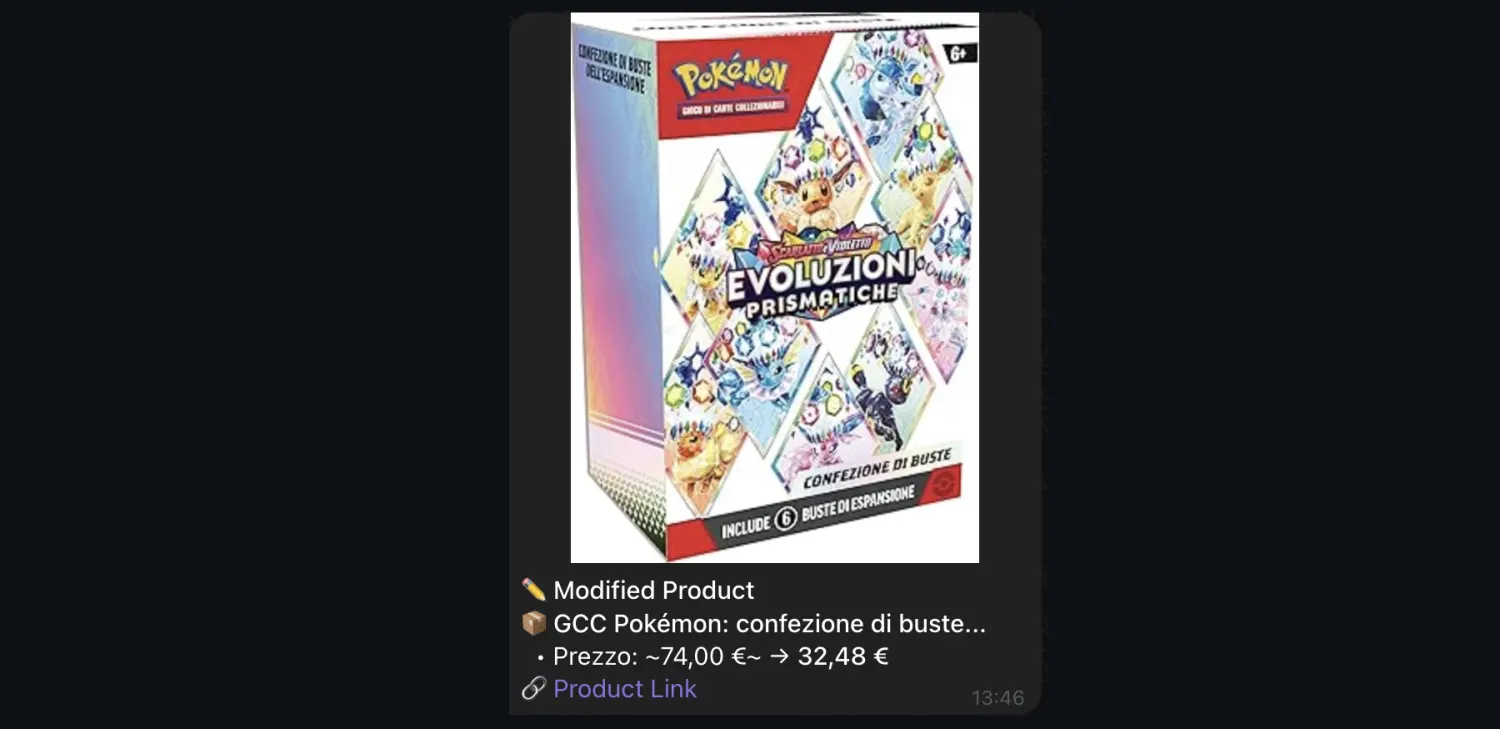 CONFEZIONE DI BUSTE
DELL'ESPANSIONE
POKÉMON
GIOCO DI CARTE COLLEZIONABILI
6+
SCARLATTO e VIOLETTO
EVOLUZIONI
PRISMATICHE
CONFEZIONE DI BUSTE
INCLUDE 6 BUSTE DI ESPANSIONE
✏️ Modified Product
📦 GCC Pokémon: confezione di buste...
• Prezzo: ~74,00 €~ → 32,48 €
🔗 Product Link
13:46